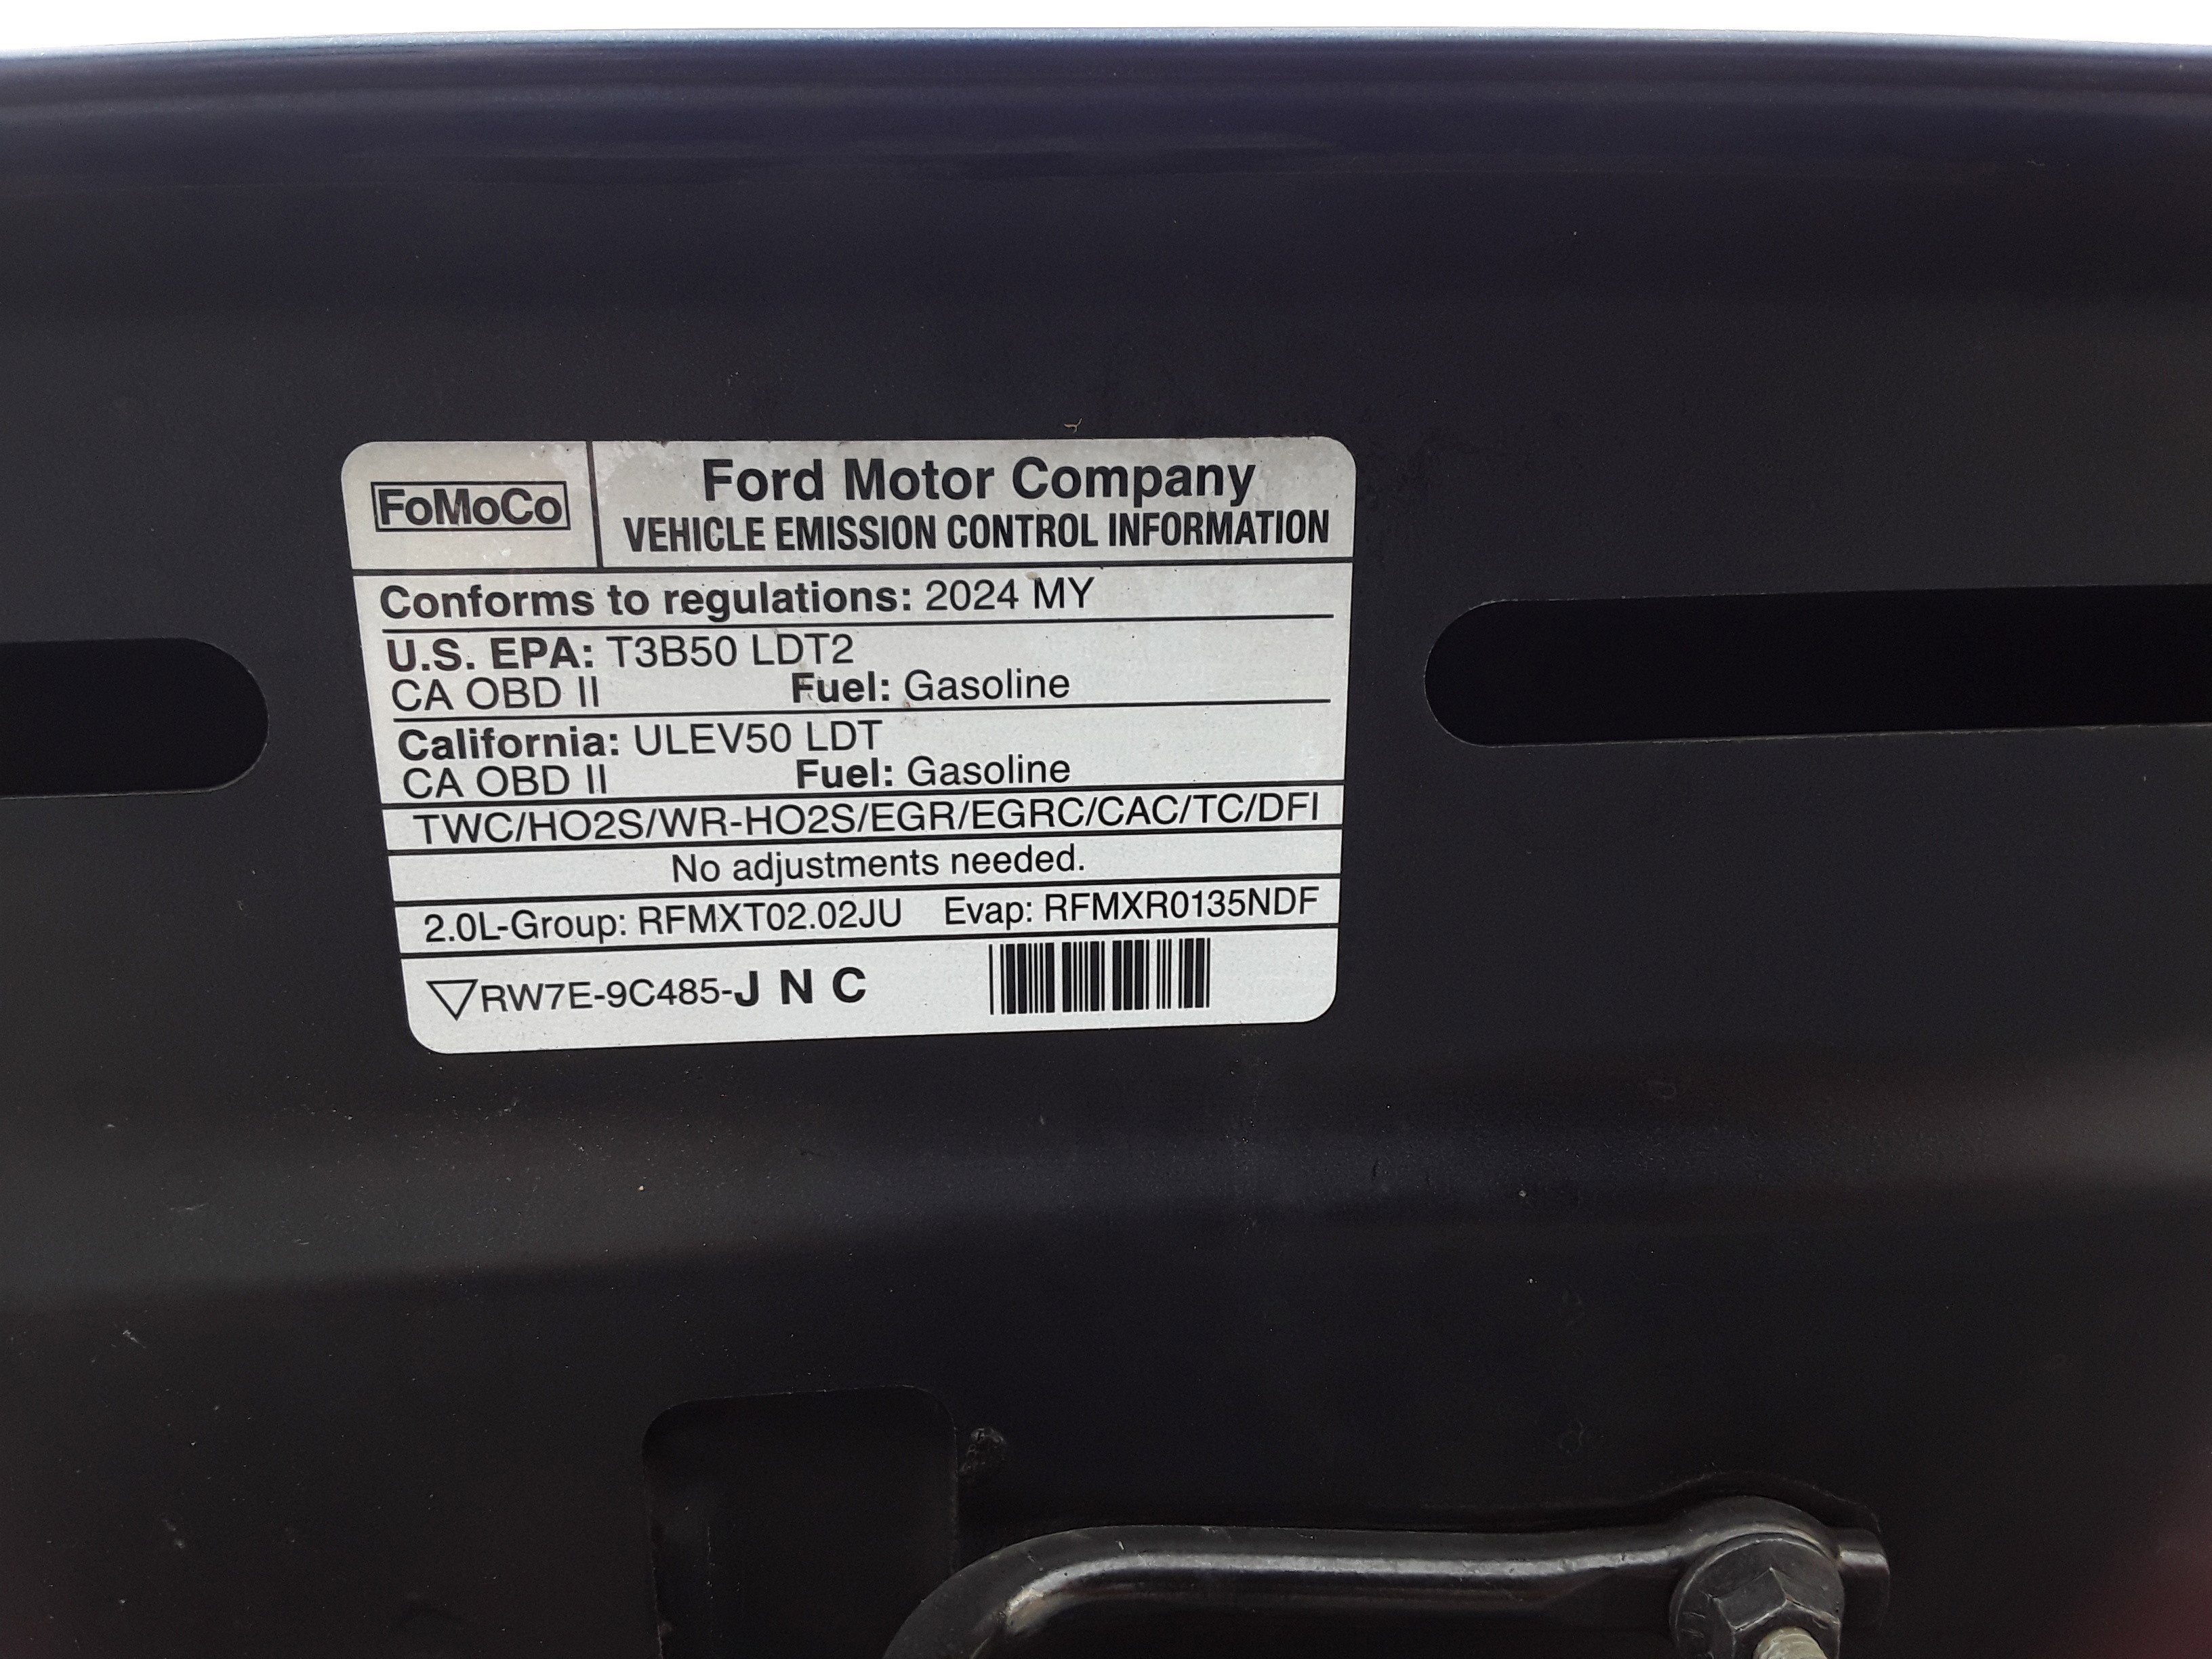 FoMoCo
Ford Motor Company
VEHICLE EMISSION CONTROL INFORMATION
Conforms to regulations: 2024 MY
U.S. EPA: T3B50 LDT2
CA OBD II Fuel: Gasoline
California: ULEV50 LDT
CA OBD II Fuel: Gasoline
TWC/HO2S/WR-HO2S/EGR/EGRC/CAC/TC/DFI
No adjustments needed.
2.0L-Group: RFMXT02.02JU Evap: RFMXR0135NDF
RW7E-9C485-J N C